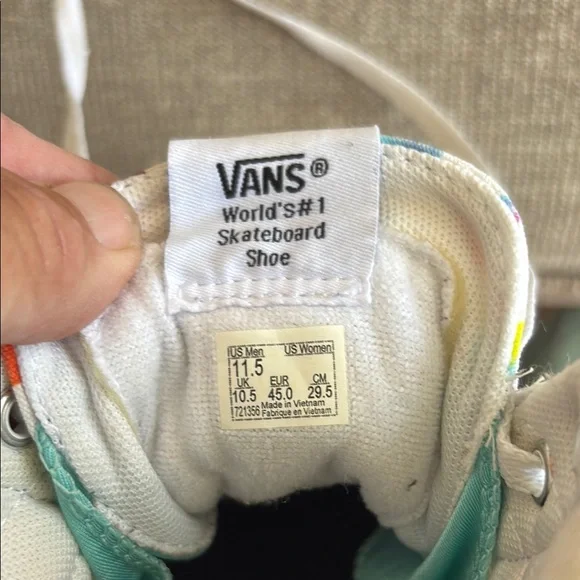 VANS®
World's#1
Skateboard
Shoe
US Men US Women
11.5
UK EUR CM
10.5 45.0 29.5
721356 Made in Vietnam
Fabriqué en Vietnam